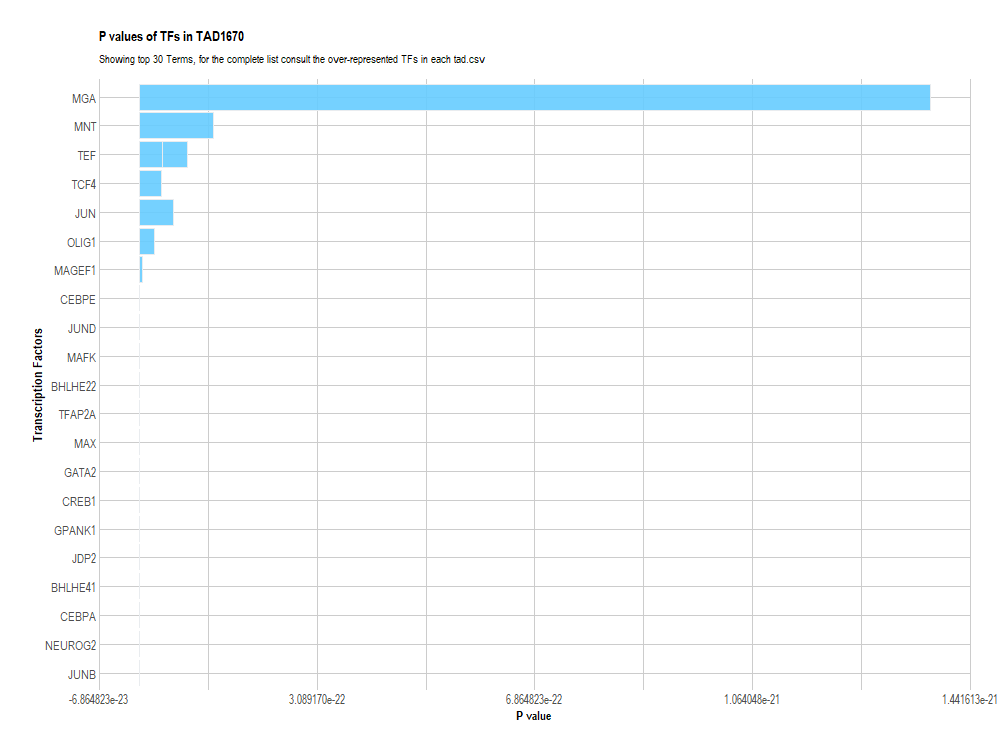 P values of TFs in TAD1670
Showing top 30 Terms, for the complete list consult the over-represented TFs in each tad.csv
Transcription Factors
MGA
MNT
TEF
TCF4
JUN
OLIG1
MAGEF1
CEBPE
JUND
MAFK
BHLHE22
TFAP2A
MAX
GATA2
CREB1
GPANK1
JDP2
BHLHE41
CEBPA
NEUROG2
JUNB
-6.864823e-23 3.089170e-22 6.864823e-22 1.064048e-21 1.441613e-21
P value